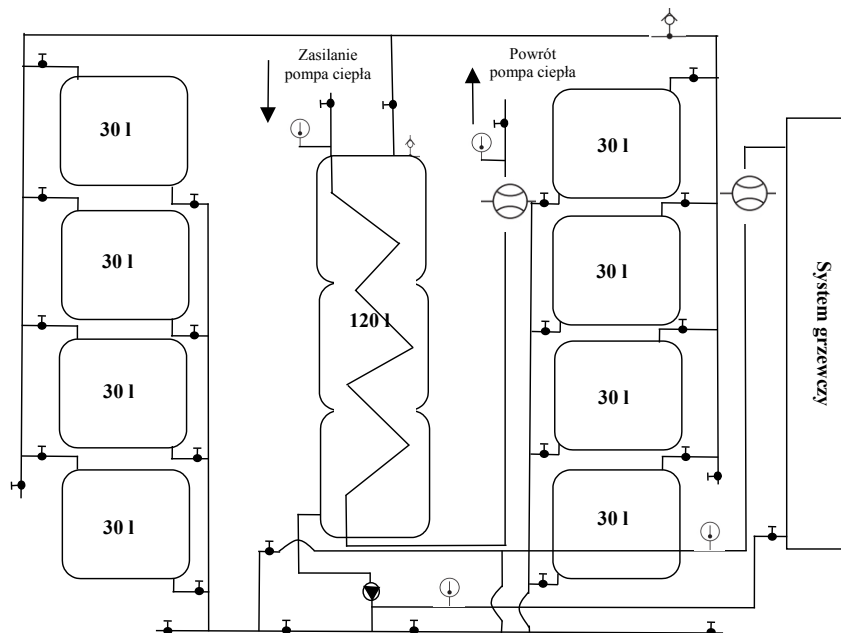 Zasilanie
pompa ciepła
Powrót
pompa ciepła
30 l
30 l
30 l
30 l
120 l
30 l
30 l
30 l
30 l
System grzewczy